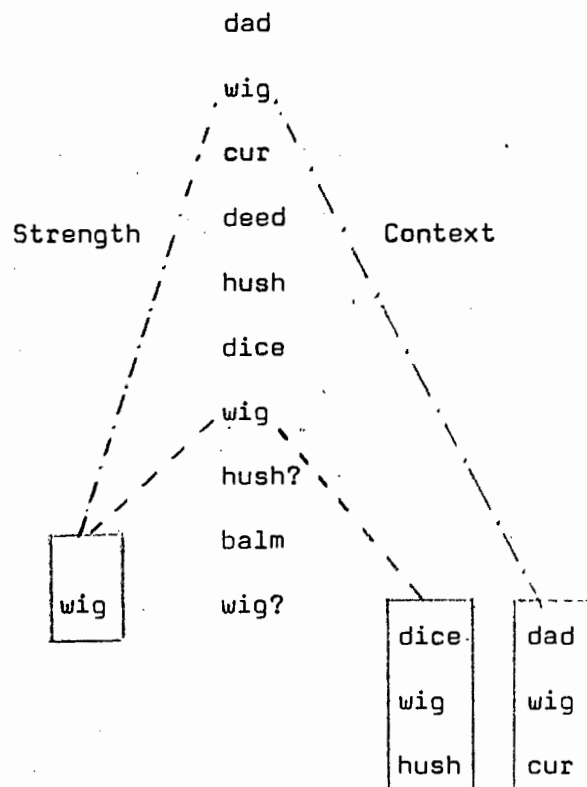 dad
wig
cur
deed
Strength
Context
hush
dice
wig
hush?
balm
wig
wig?
dice
dad
wig
wig
hush
cur